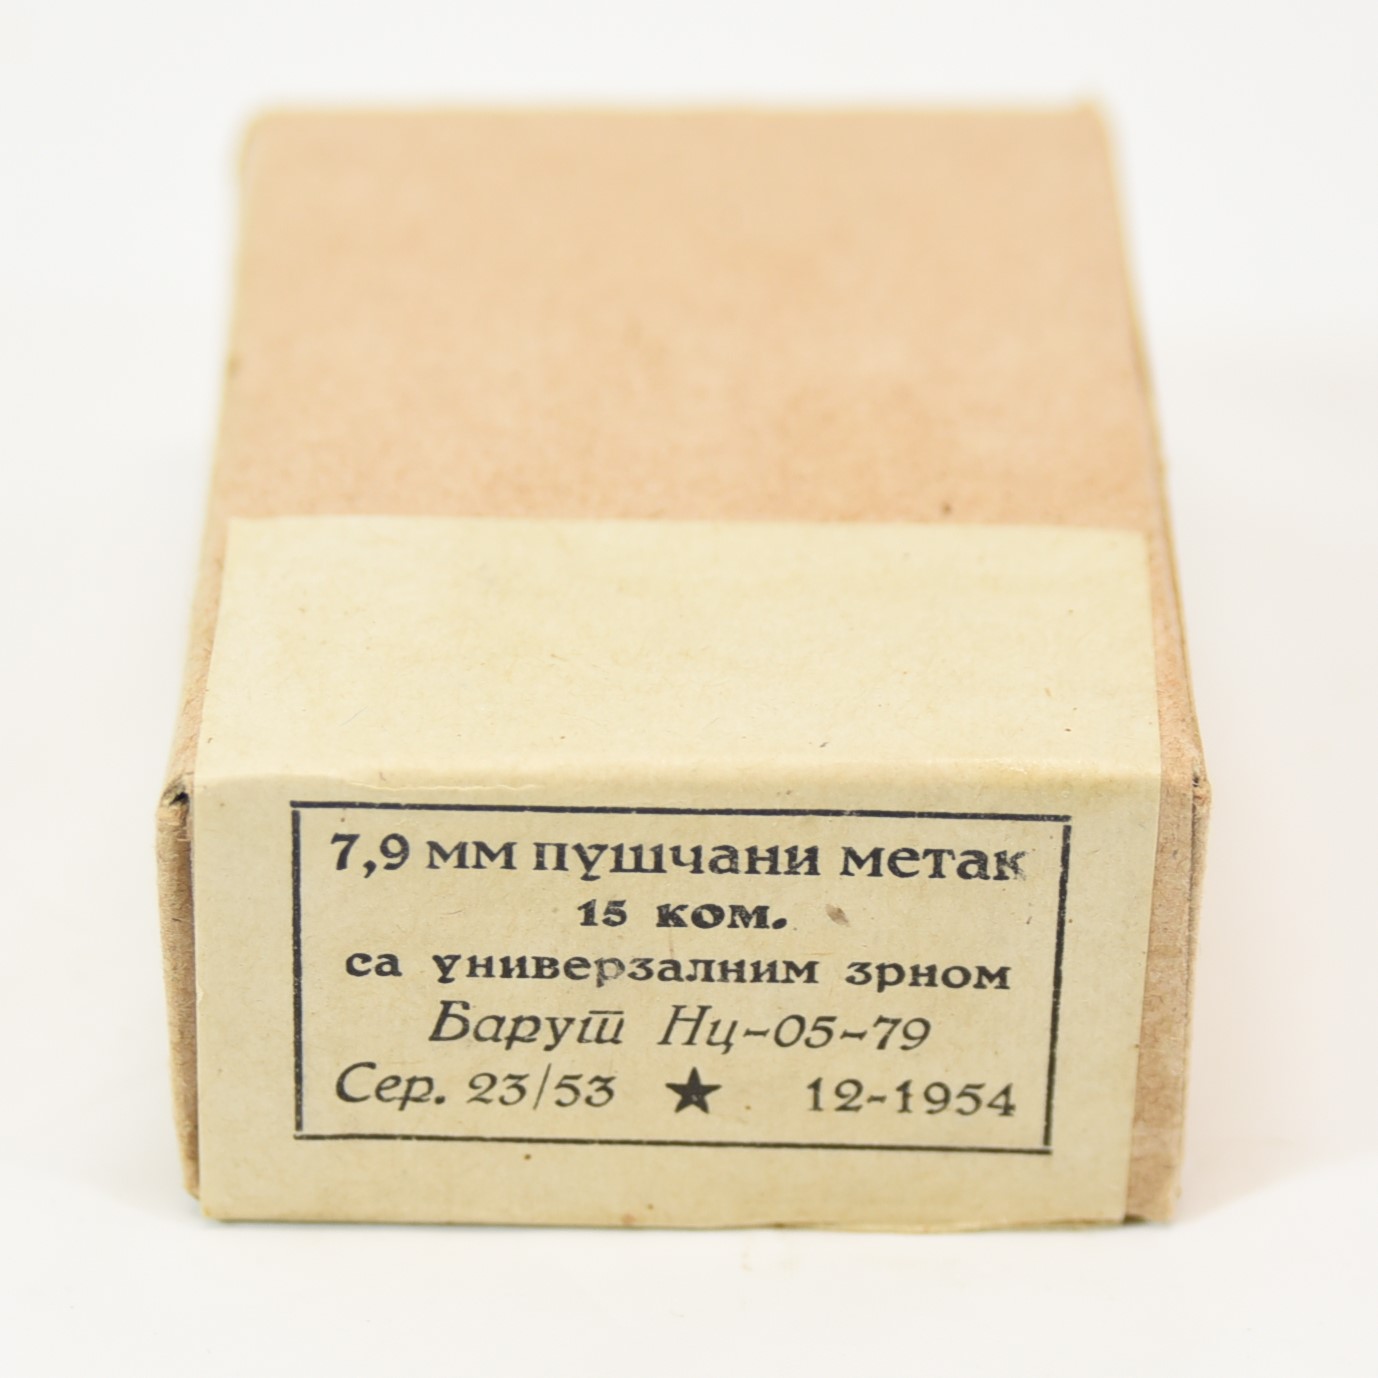 7,9 мм пушчани метак
15 ком.
са универзалним зрном
Барут Нц-05-79
Сер. 23/53 ★ 12-1954